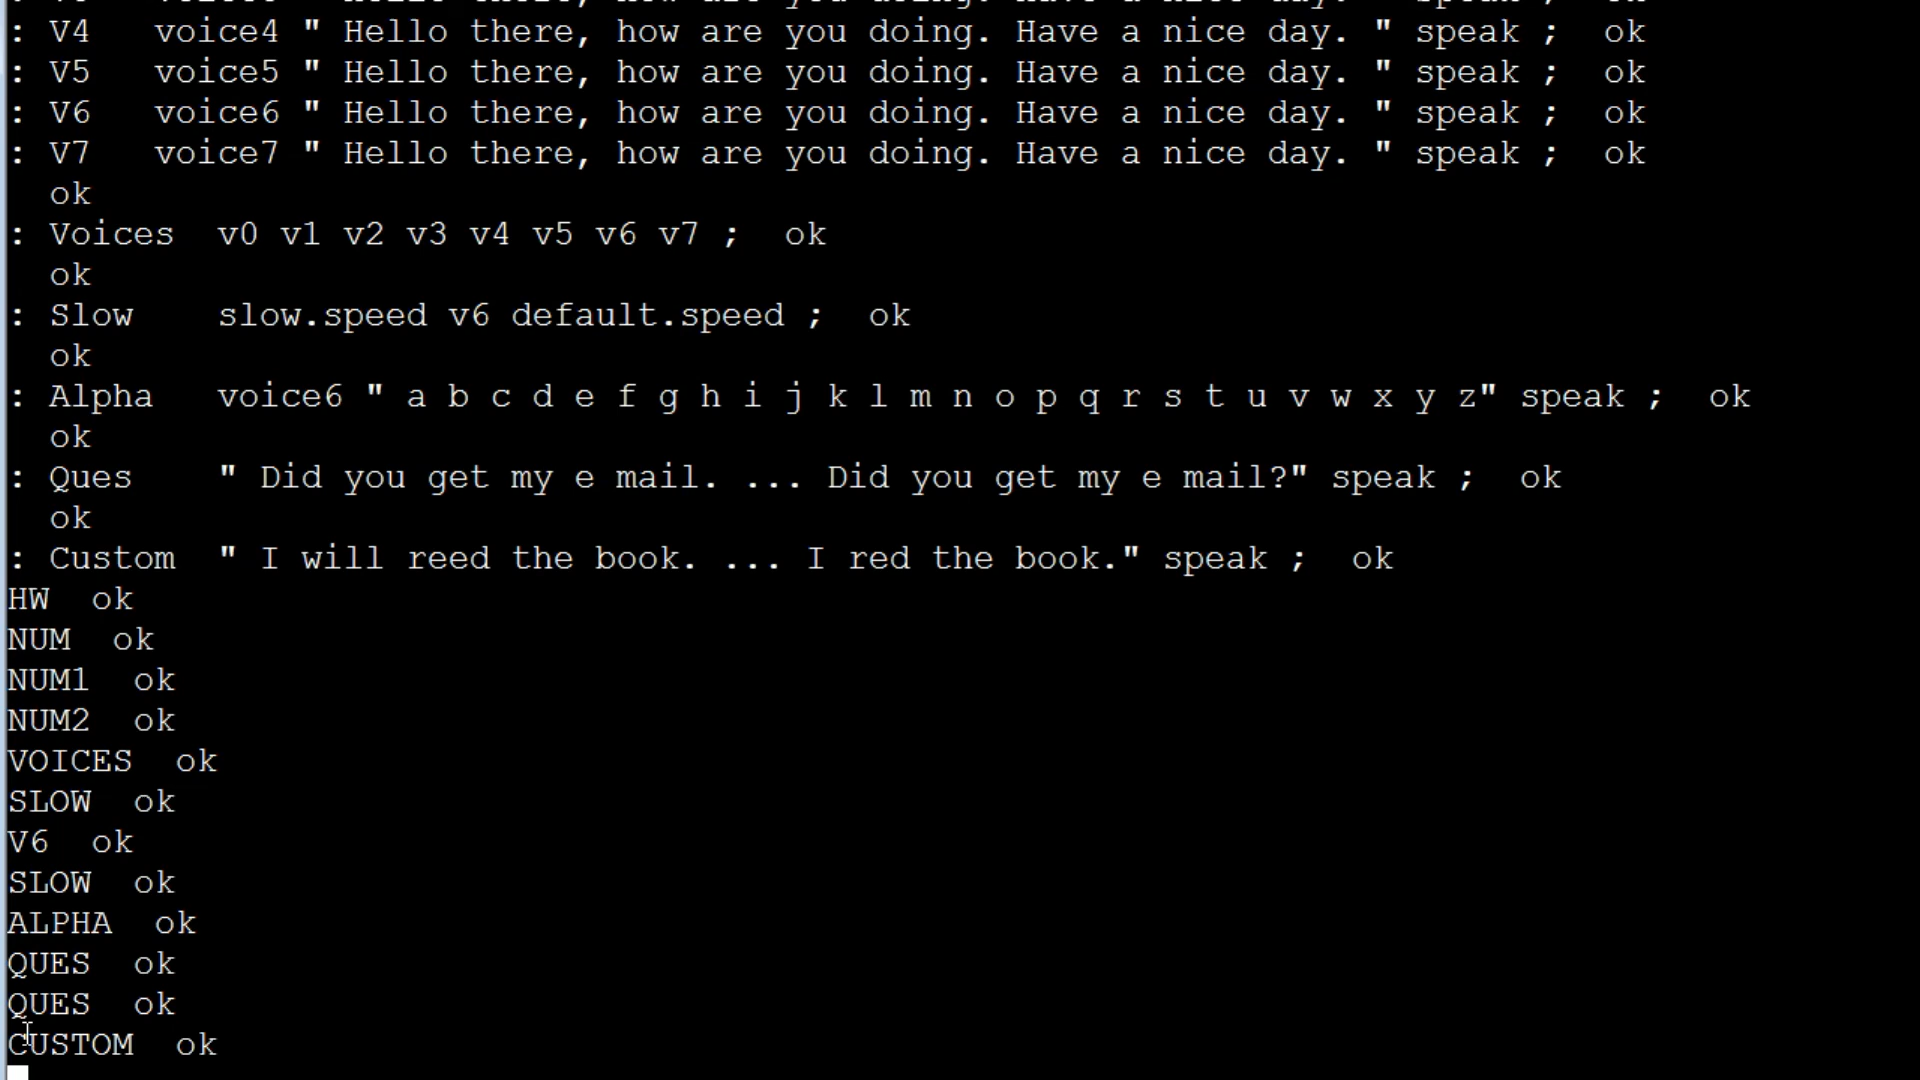 : V4   voice4 " Hello there, how are you doing. Have a nice day. " speak ;  ok
: V5   voice5 " Hello there, how are you doing. Have a nice day. " speak ;  ok
: V6   voice6 " Hello there, how are you doing. Have a nice day. " speak ;  ok
: V7   voice7 " Hello there, how are you doing. Have a nice day. " speak ;  ok
  ok
: Voices  v0 v1 v2 v3 v4 v5 v6 v7 ;  ok
  ok
: Slow    slow.speed v6 default.speed ;  ok
  ok
: Alpha   voice6 " a b c d e f g h i j k l m n o p q r s t u v w x y z" speak ;  ok
  ok
: Ques    " Did you get my e mail. ... Did you get my e mail?" speak ;  ok
  ok
: Custom  " I will reed the book. ... I red the book." speak ;  ok
HW  ok
NUM  ok
NUM1  ok
NUM2  ok
VOICES  ok
SLOW  ok
V6  ok
SLOW  ok
ALPHA  ok
QUES  ok
QUES  ok
CUSTOM  ok